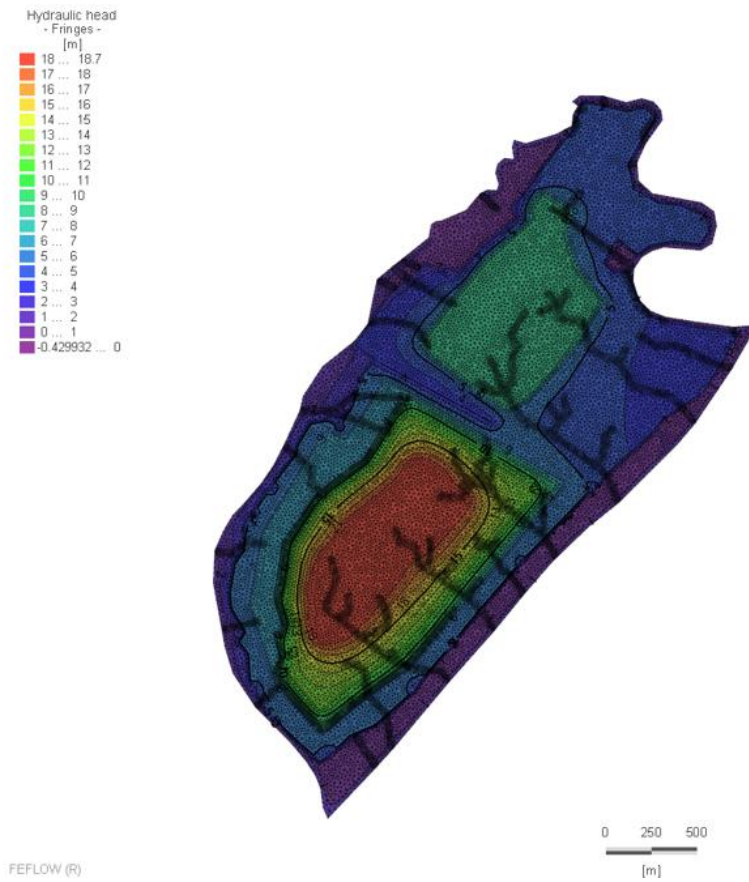 Hydraulic head
- Fringes -
[m]
18 ... 18.7
17 ... 18
16 ... 17
15 ... 16
14 ... 15
13 ... 14
12 ... 13
11 ... 12
10 ... 11
9 ... 10
8 ... 9
7 ... 8
6 ... 7
5 ... 6
4 ... 5
3 ... 4
2 ... 3
1 ... 2
0 ... 1
-0.429932 ... 0
0 250 500
[m]
FEFLOW (R)